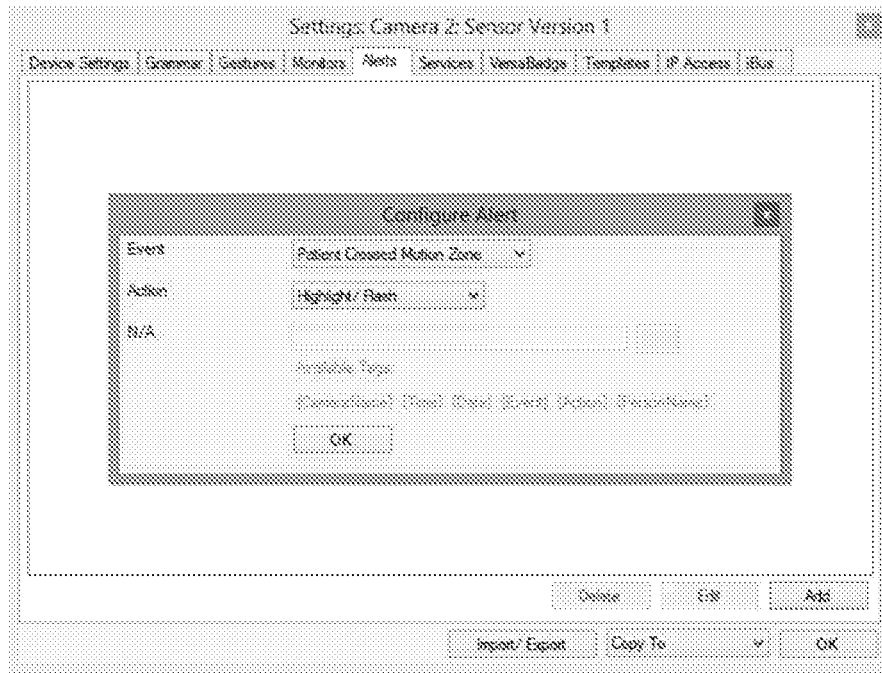 Settings: Camera 2: Sensor Version 1
Device Settings Grammar Gestures Monitors Alerts Services VersaBadge Templates IP Access iBus
Configure Alert
Event Patient Crossed Motion Zone
Action Highlight/ Flash
N/A
Available Tags:
[CameraName] [Time] [Date] [Event] [Action] [PersonName]
OK
Delete Edit Add
Import/ Export Copy To OK